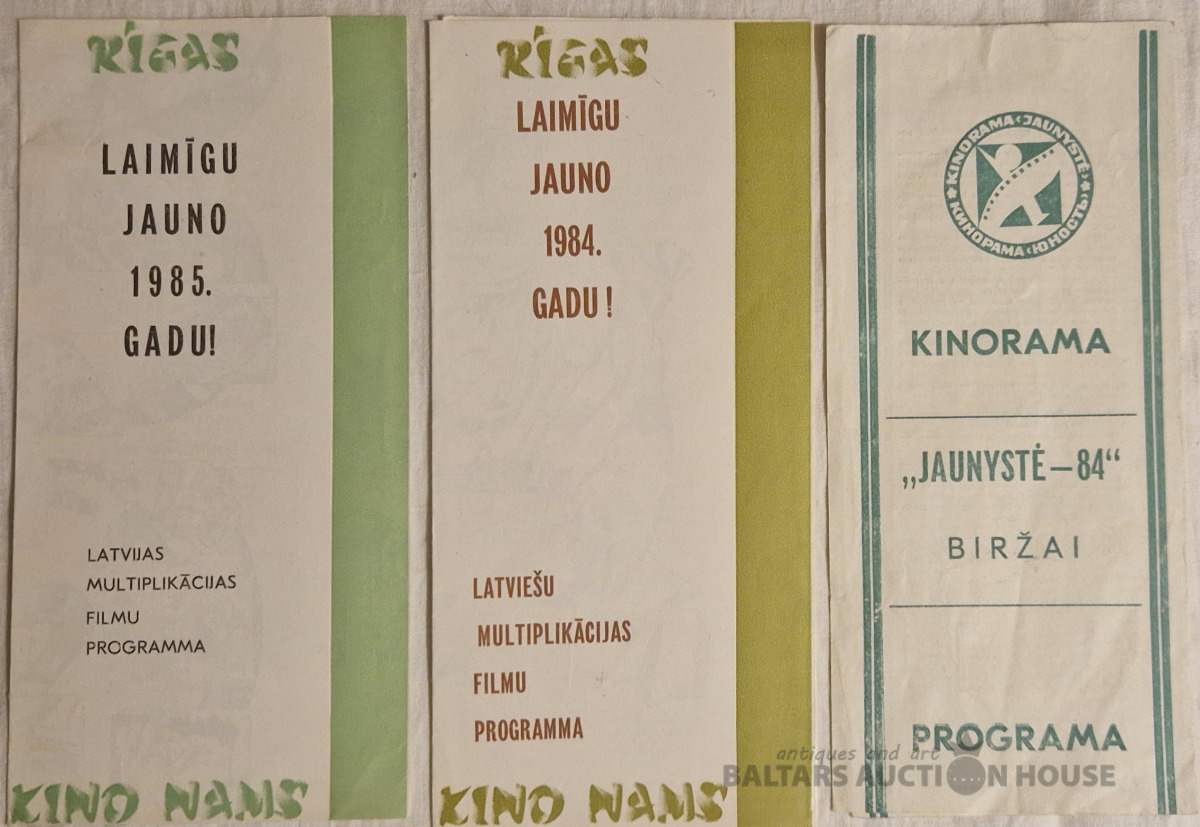 RĪGAS
LAIMĪGU
JAUNO
1985.
GADU!
LATVIJAS
MULTIPLIKĀCIJAS
FILMU
PROGRAMMA
KINO NAMS
RĪGAS
LAIMĪGU
JAUNO
1984.
GADU!
LATVIEŠU
MULTIPLIKĀCIJAS
FILMU
PROGRAMMA
KINO NAMS
KINORAMA JAUNYSTĖ
КИНОРАМА ЮНОСТЬ
KINORAMA
„JAUNYSTĖ—84“
BIRŽAI
PROGRAMA
antiques and art
BALTARS AUCTION HOUSE